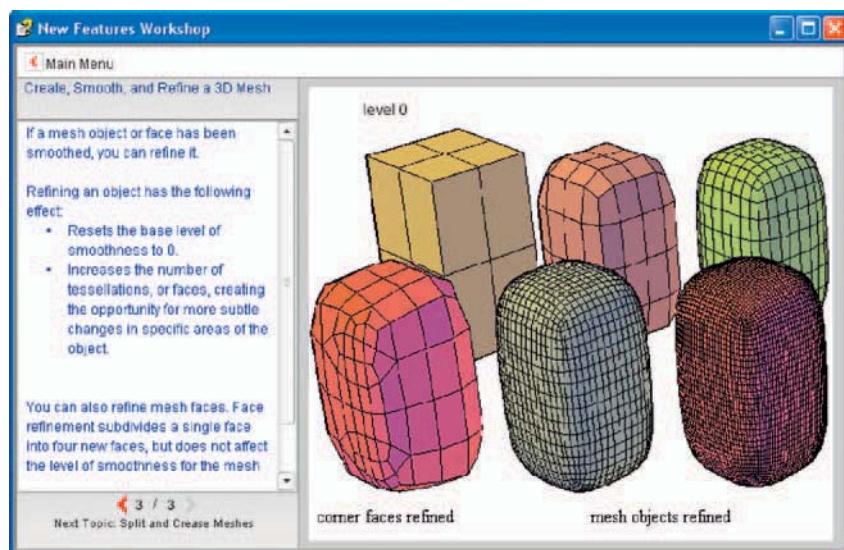 New Features Workshop
Main Menu
Create, Smooth, and Refine a 3D Mesh
If a mesh object or face has been
smoothed, you can refine it.
Refining an object has the following
effect:
• Resets the base level of
smoothness to 0.
• Increases the number of
tessellations, or faces, creating
the opportunity for more subtle
changes in specific areas of the
object.
You can also refine mesh faces. Face
refinement subdivides a single face
into four new faces, but does not affect
the level of smoothness for the mesh
3 / 3
Next Topic: Split and Crease Meshes
level 0
corner faces refined
mesh objects refined